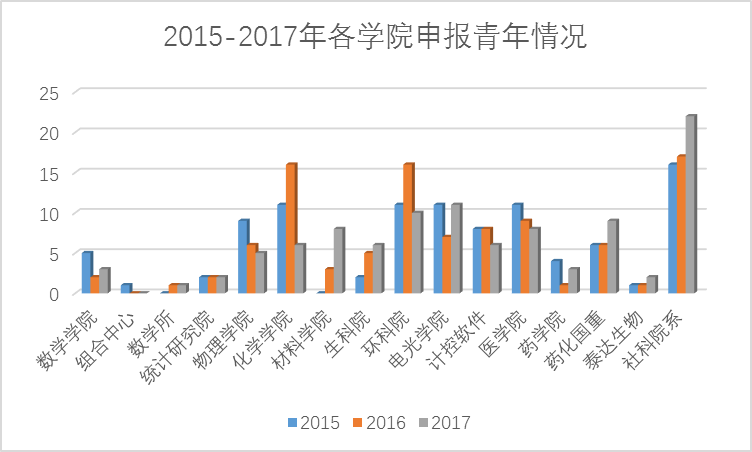 2015-2017年各学院申报青年情况
25
20
15
10
5
0
数学学院
组合中心
数学所
统计研究院
物理学院
化学学院
材料学院
生科院
环科院
电光学院
计控软件
医学院
药学院
药化国重
泰达生物
社科院系
2015 2016 2017